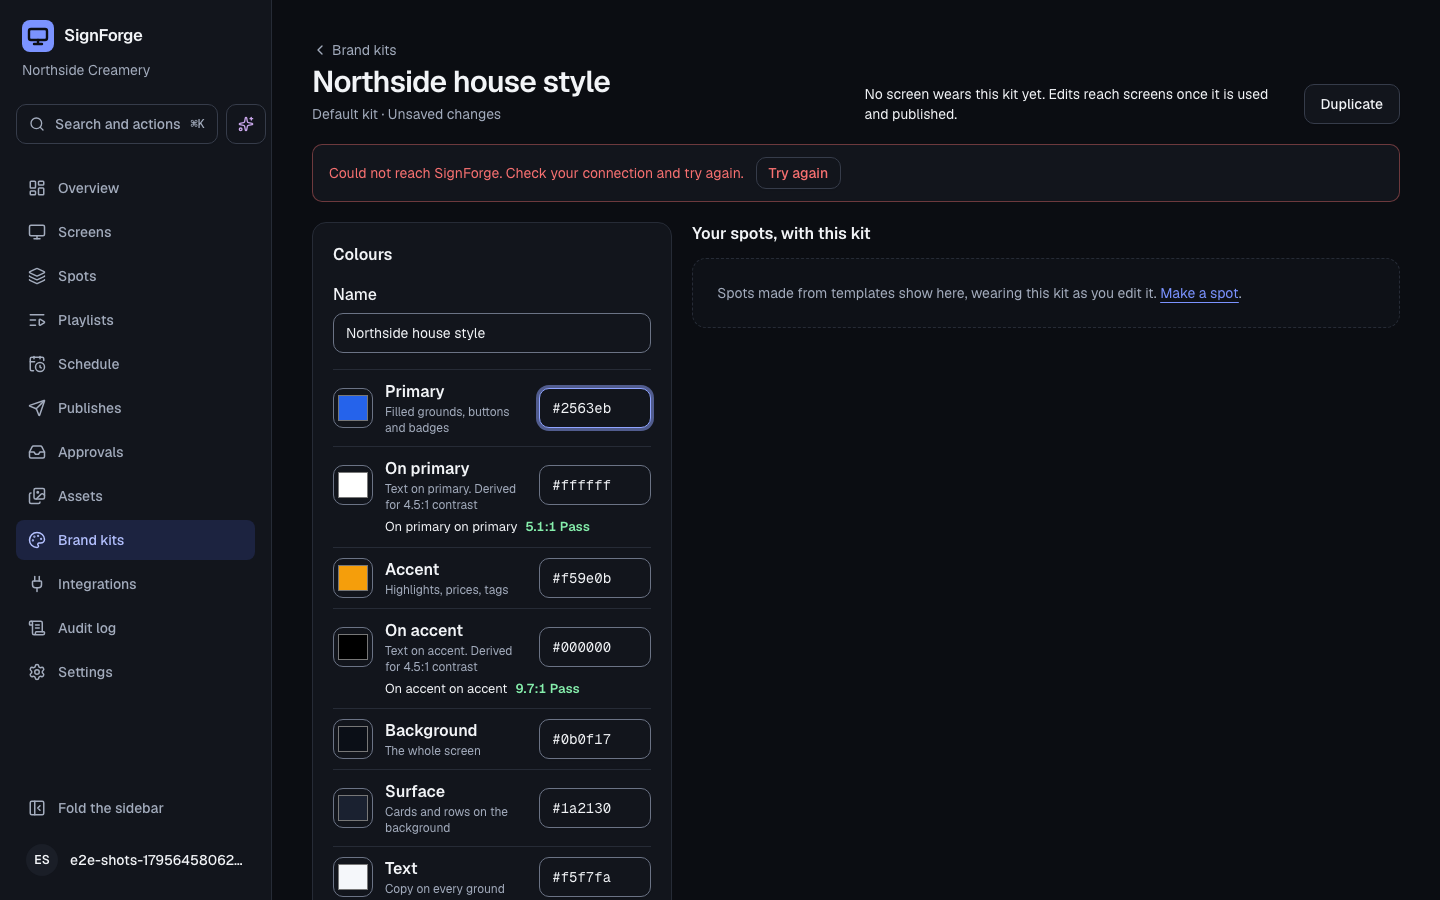 SignForge
Northside Creamery
Search and actions ⌘K
Overview
Screens
Spots
Playlists
Schedule
Publishes
Approvals
Assets
Brand kits
Integrations
Audit log
Settings
Fold the sidebar
ES e2e-shots-17956458062…
Brand kits
Northside house style
Default kit · Unsaved changes
No screen wears this kit yet. Edits reach screens once it is used
and published.
Duplicate
Could not reach SignForge. Check your connection and try again. Try again
Colours
Name
Northside house style
Primary
Filled grounds, buttons
and badges
#2563eb
On primary
Text on primary. Derived
for 4.5:1 contrast
#ffffff
On primary on primary 5.1:1 Pass
Accent
Highlights, prices, tags
#f59e0b
On accent
Text on accent. Derived
for 4.5:1 contrast
#000000
On accent on accent 9.7:1 Pass
Background
The whole screen
#0b0f17
Surface
Cards and rows on the
background
#1a2130
Text
Copy on every ground
#f5f7fa
Your spots, with this kit
Spots made from templates show here, wearing this kit as you edit it. Make a spot.